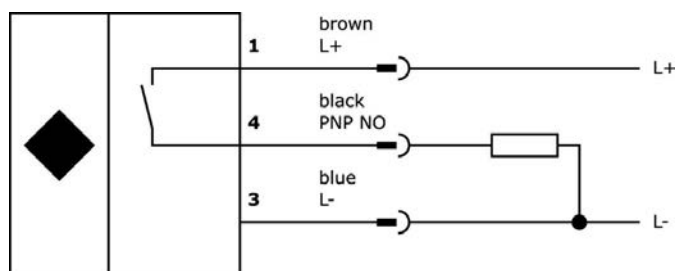 brown
1 L+
L+
black
4 PNP NO
blue
3 L-
L-